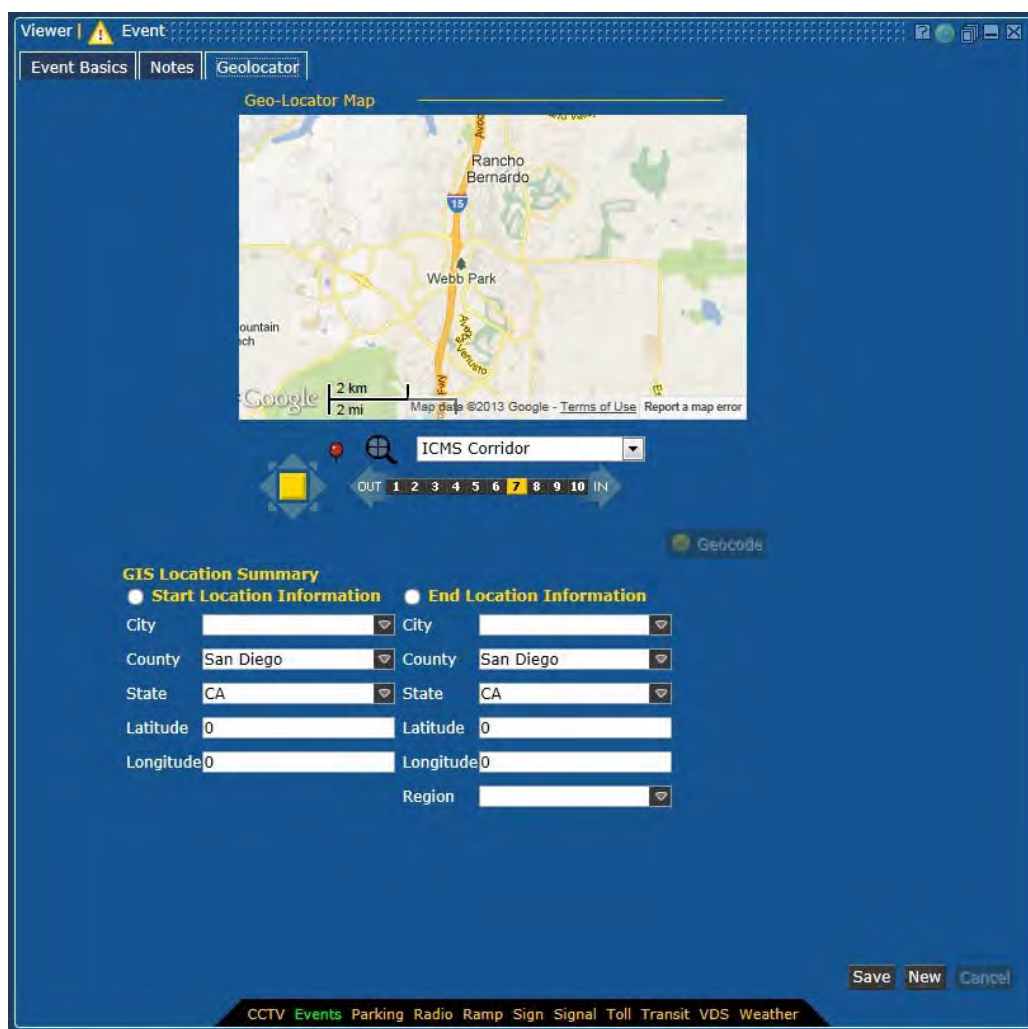 Viewer | Event
Event Basics Notes Geolocator
Geo-Locator Map
Rancho
Bernardo
15
Webb Park
ountain
Venusto
Fwy
Google
2 km
2 mi
Map data ©2013 Google - Terms of Use Report a map error
ICMS Corridor
OUT 1 2 3 4 5 6 7 8 9 10 IN
Geocode
GIS Location Summary
Start Location Information End Location Information
City City
County San Diego County San Diego
State CA State CA
Latitude 0 Latitude 0
Longitude 0 Longitude 0
Region
Save New Cancel
CCTV Events Parking Radio Ramp Sign Signal Toll Transit VDS Weather